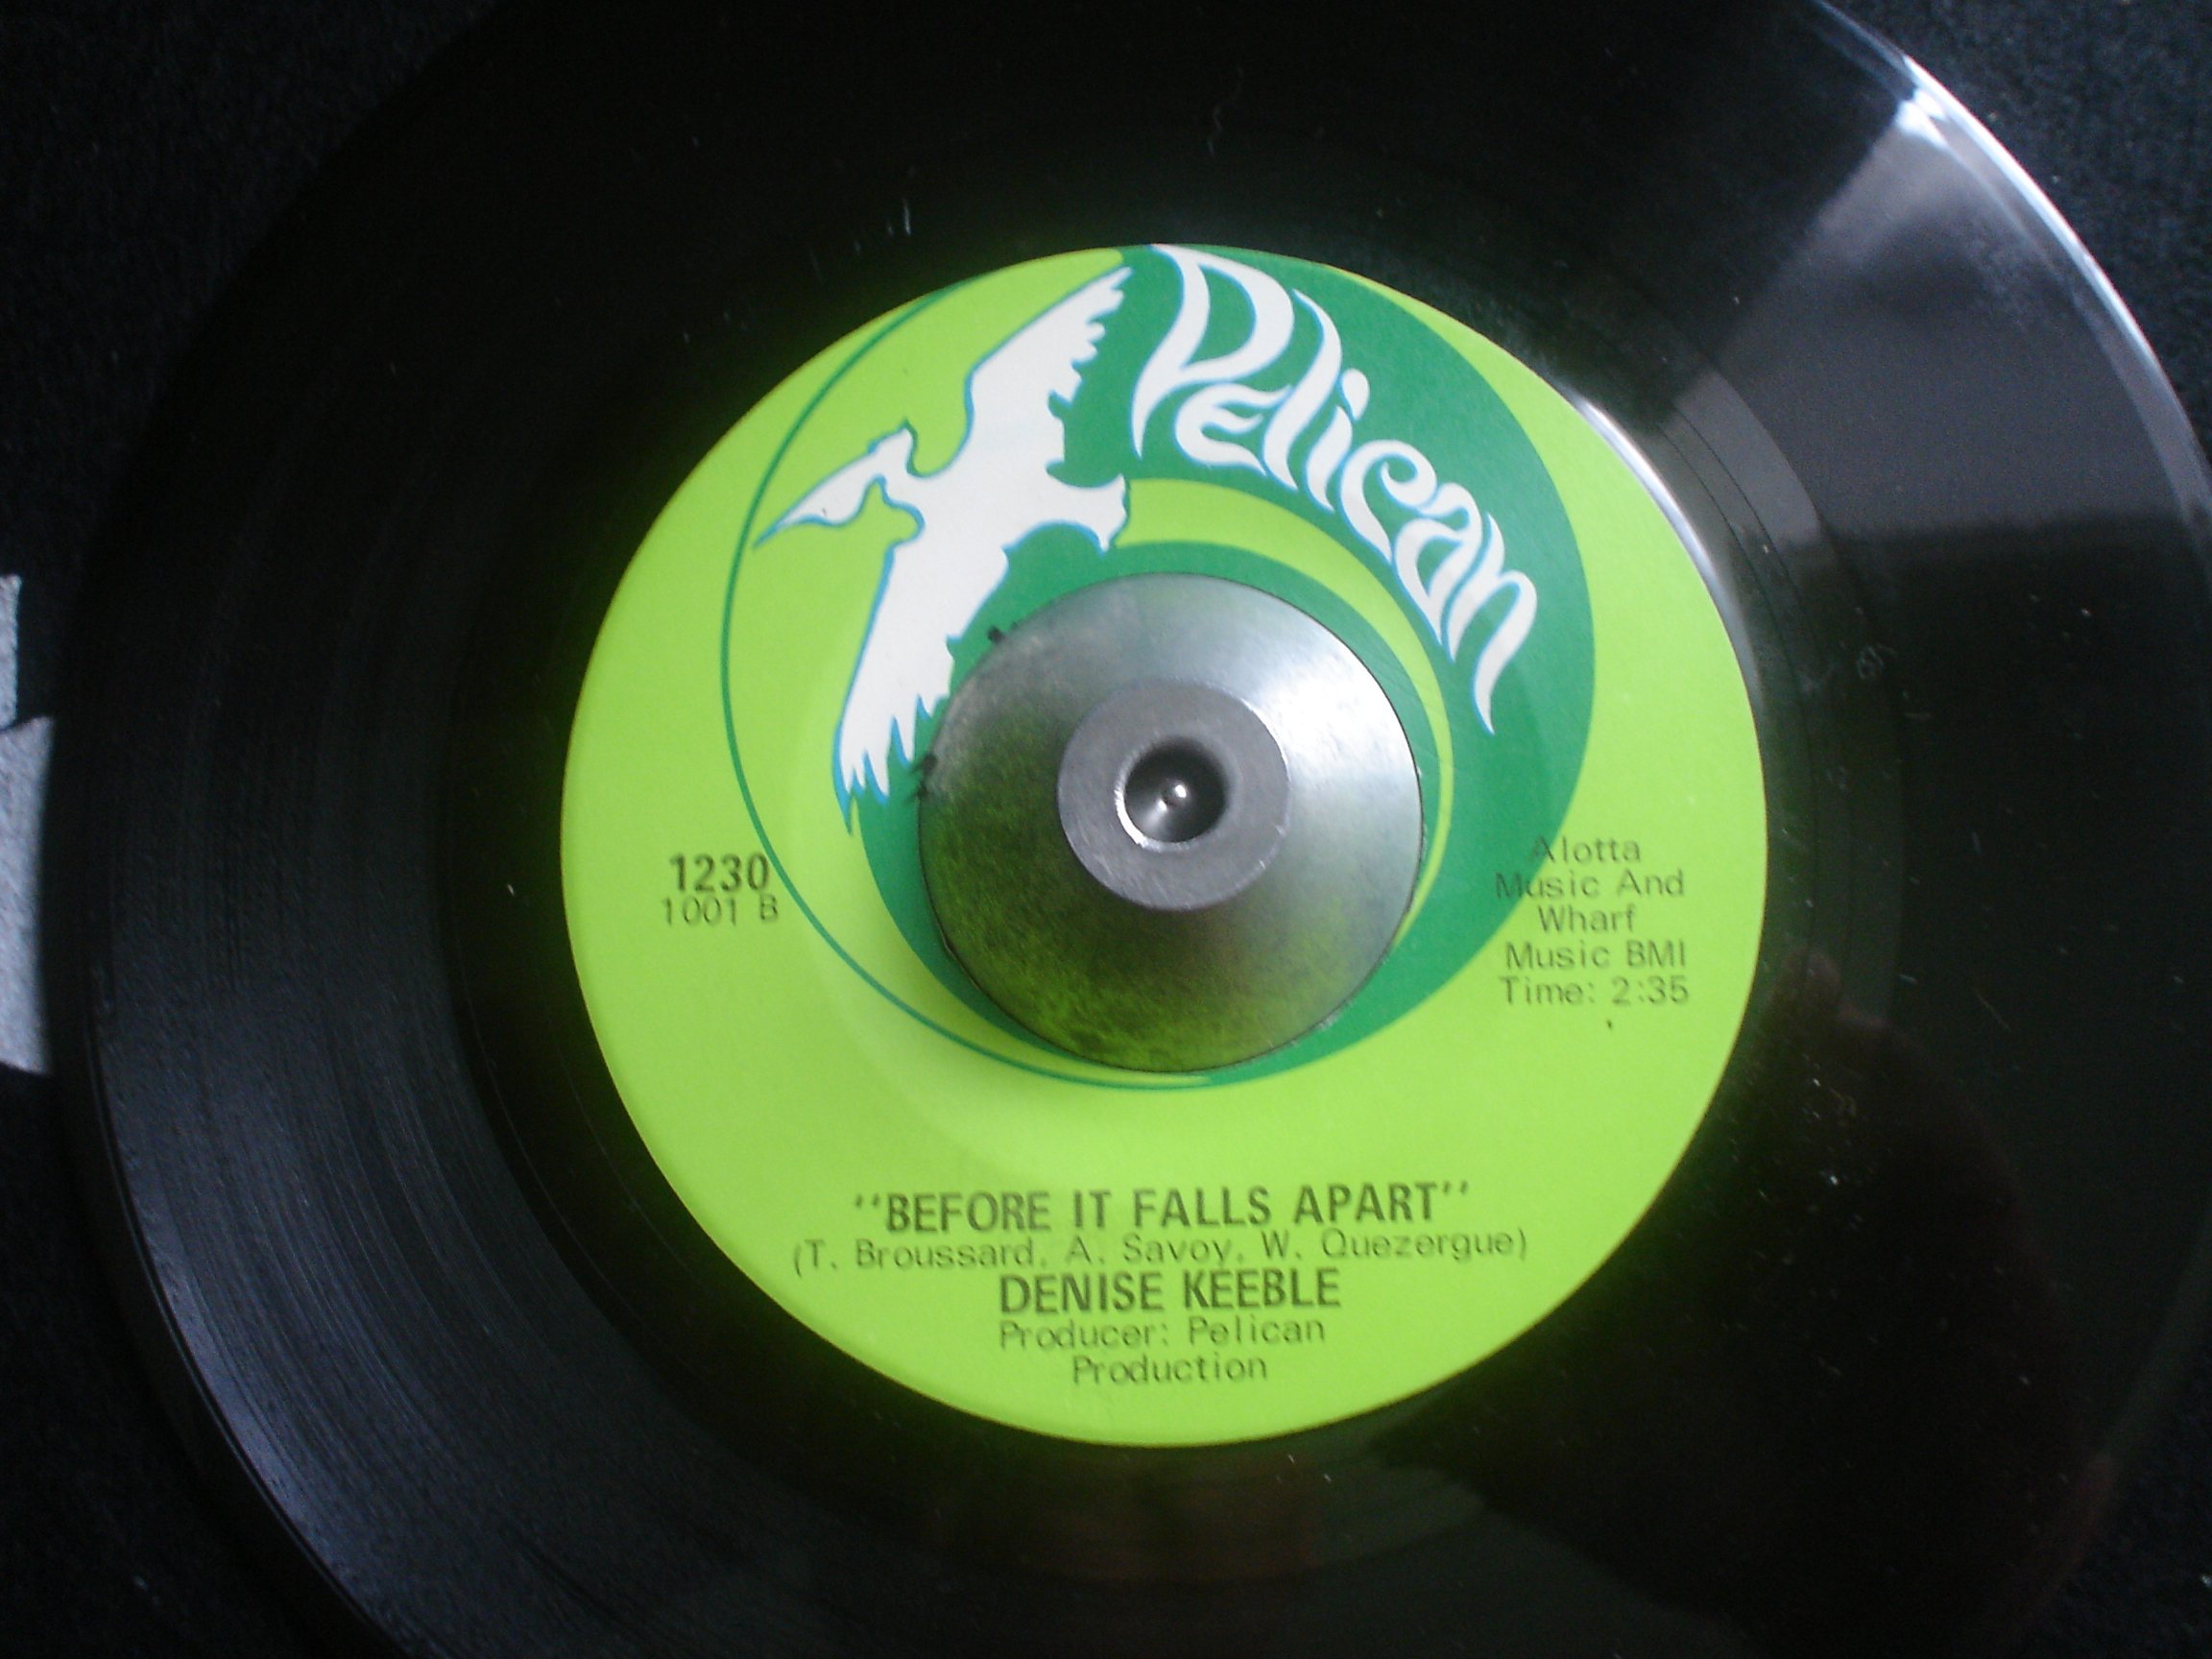 Pelican
1230
1001 B
Alotta
Music And
Wharf
Music BMI
Time: 2:35
"BEFORE IT FALLS APART"
(T. Broussard, A. Savoy, W. Quezergue)
DENISE KEEBLE
Producer: Pelican
Production